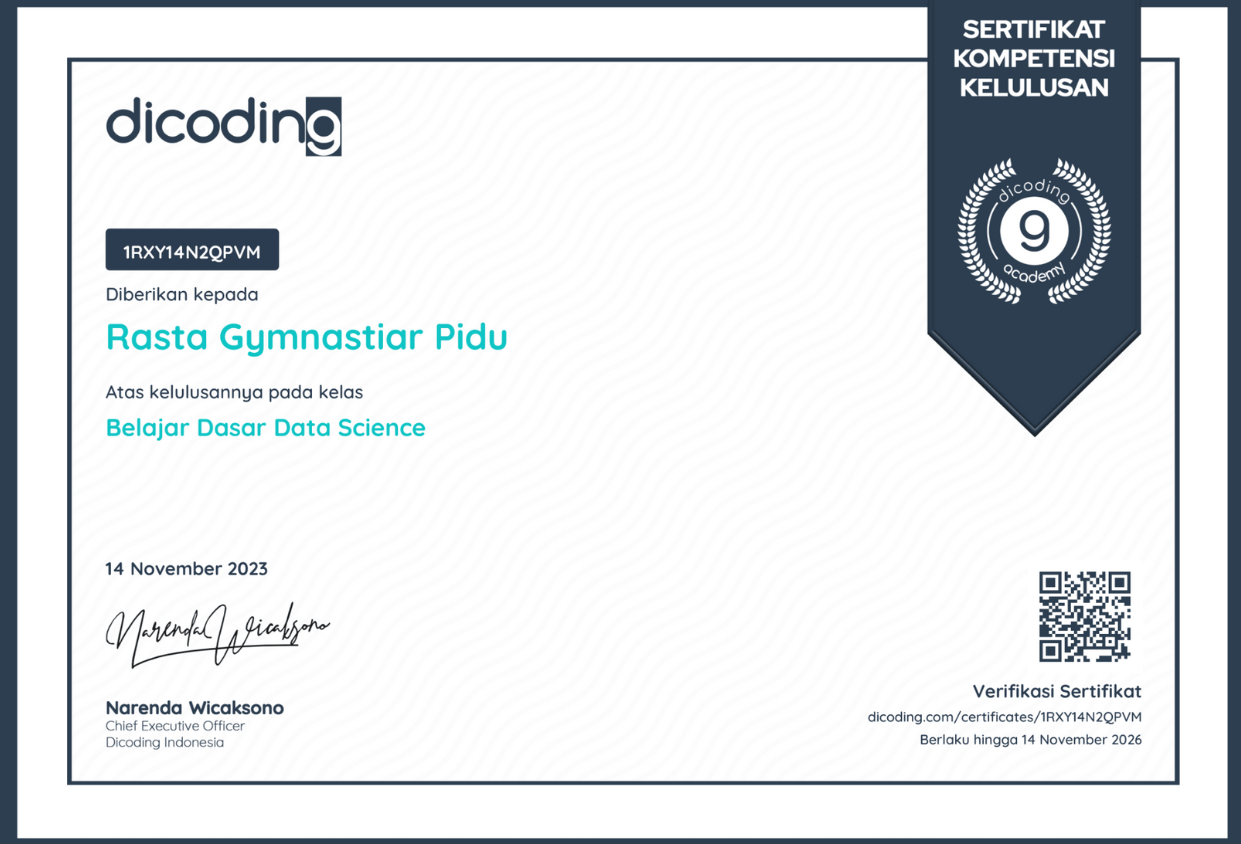 SERTIFIKAT
KOMPETENSI
KELULUSAN
dicoding
dicoding
9
academy
1RXY14N2QPVM
Diberikan kepada
Rasta Gymnastiar Pidu
Atas kelulusannya pada kelas
Belajar Dasar Data Science
14 November 2023
Narenda Wicaksono
Narenda Wicaksono
Chief Executive Officer
Dicoding Indonesia
Verifikasi Sertifikat
dicoding.com/certificates/1RXY14N2QPVM
Berlaku hingga 14 November 2026